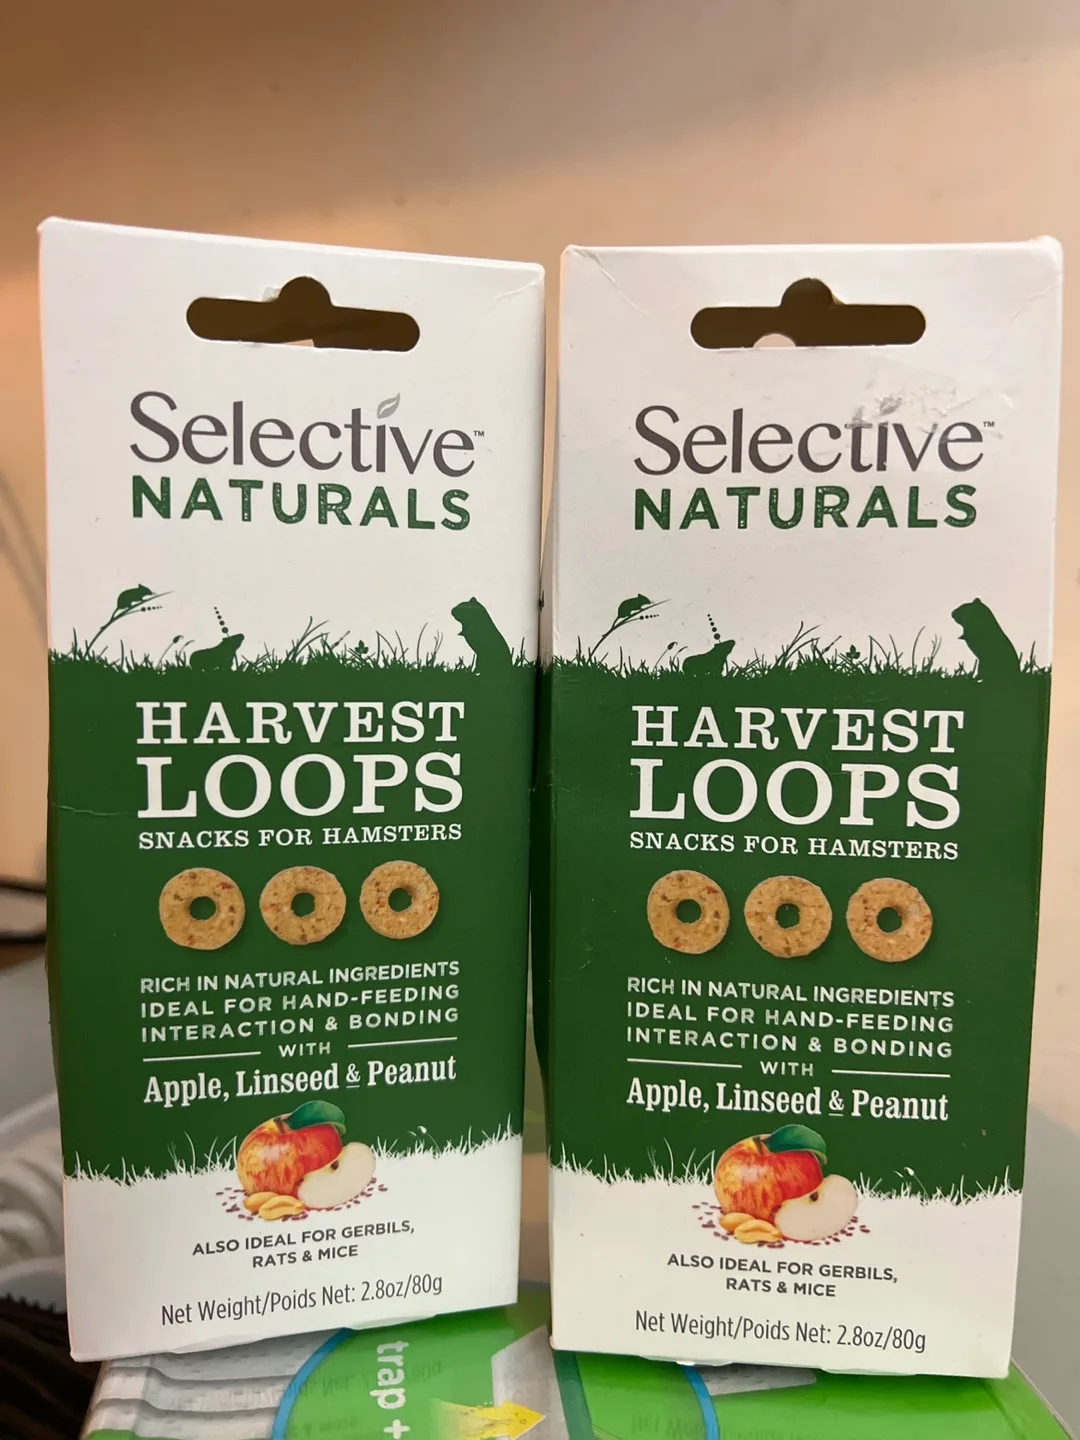 Selective™
NATURALS
HARVEST
LOOPS
SNACKS FOR HAMSTERS
RICH IN NATURAL INGREDIENTS
IDEAL FOR HAND-FEEDING
INTERACTION & BONDING
WITH
Apple, Linseed & Peanut
ALSO IDEAL FOR GERBILS,
RATS & MICE
Net Weight/Poids Net: 2.8oz/80g
Selective™
NATURALS
HARVEST
LOOPS
SNACKS FOR HAMSTERS
RICH IN NATURAL INGREDIENTS
IDEAL FOR HAND-FEEDING
INTERACTION & BONDING
WITH
Apple, Linseed & Peanut
ALSO IDEAL FOR GERBILS,
RATS & MICE
Net Weight/Poids Net: 2.8oz/80g
trap +